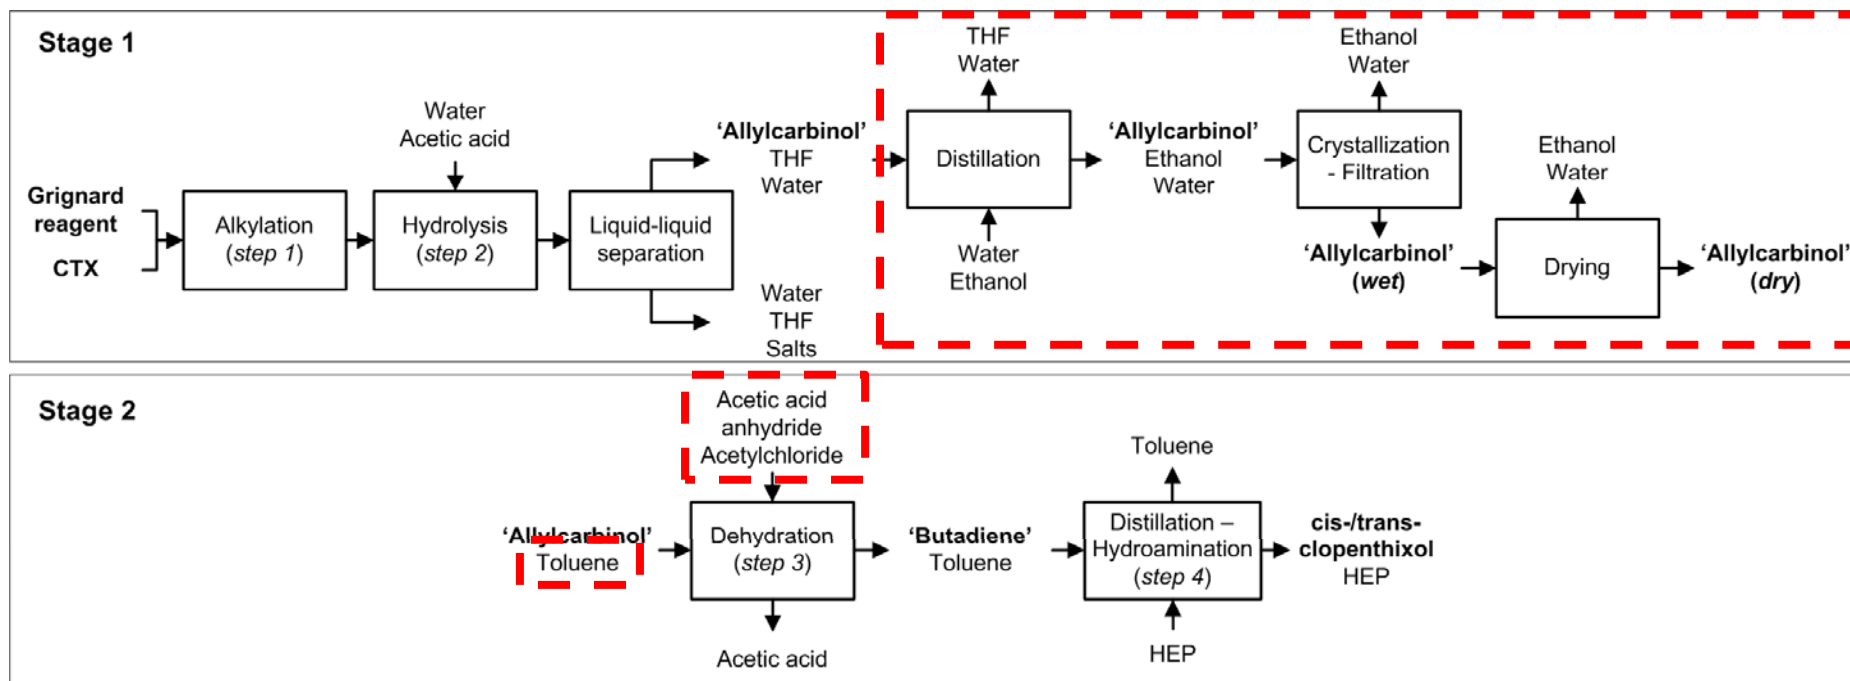 Stage 1
Water
Acetic acid
Grignard
reagent
CTX
Alkylation
(step 1)
Hydrolysis
(step 2)
Liquid-liquid
separation
'Allylcarbinol'
THF
Water
Water
THF
Salts
THF
Water
Distillation
Water
Ethanol
'Allylcarbinol'
Ethanol
Water
Ethanol
Water
Crystallization
- Filtration
'Allylcarbinol'
(wet)
Ethanol
Water
Drying
'Allylcarbinol'
(dry)
Stage 2
Acetic acid
anhydride
Acetylchloride
'Allylcarbinol'
Toluene
Dehydration
(step 3)
Acetic acid
'Butadiene'
Toluene
Toluene
Distillation –
Hydroamination
(step 4)
HEP
cis-/trans-
clopenthixol
HEP